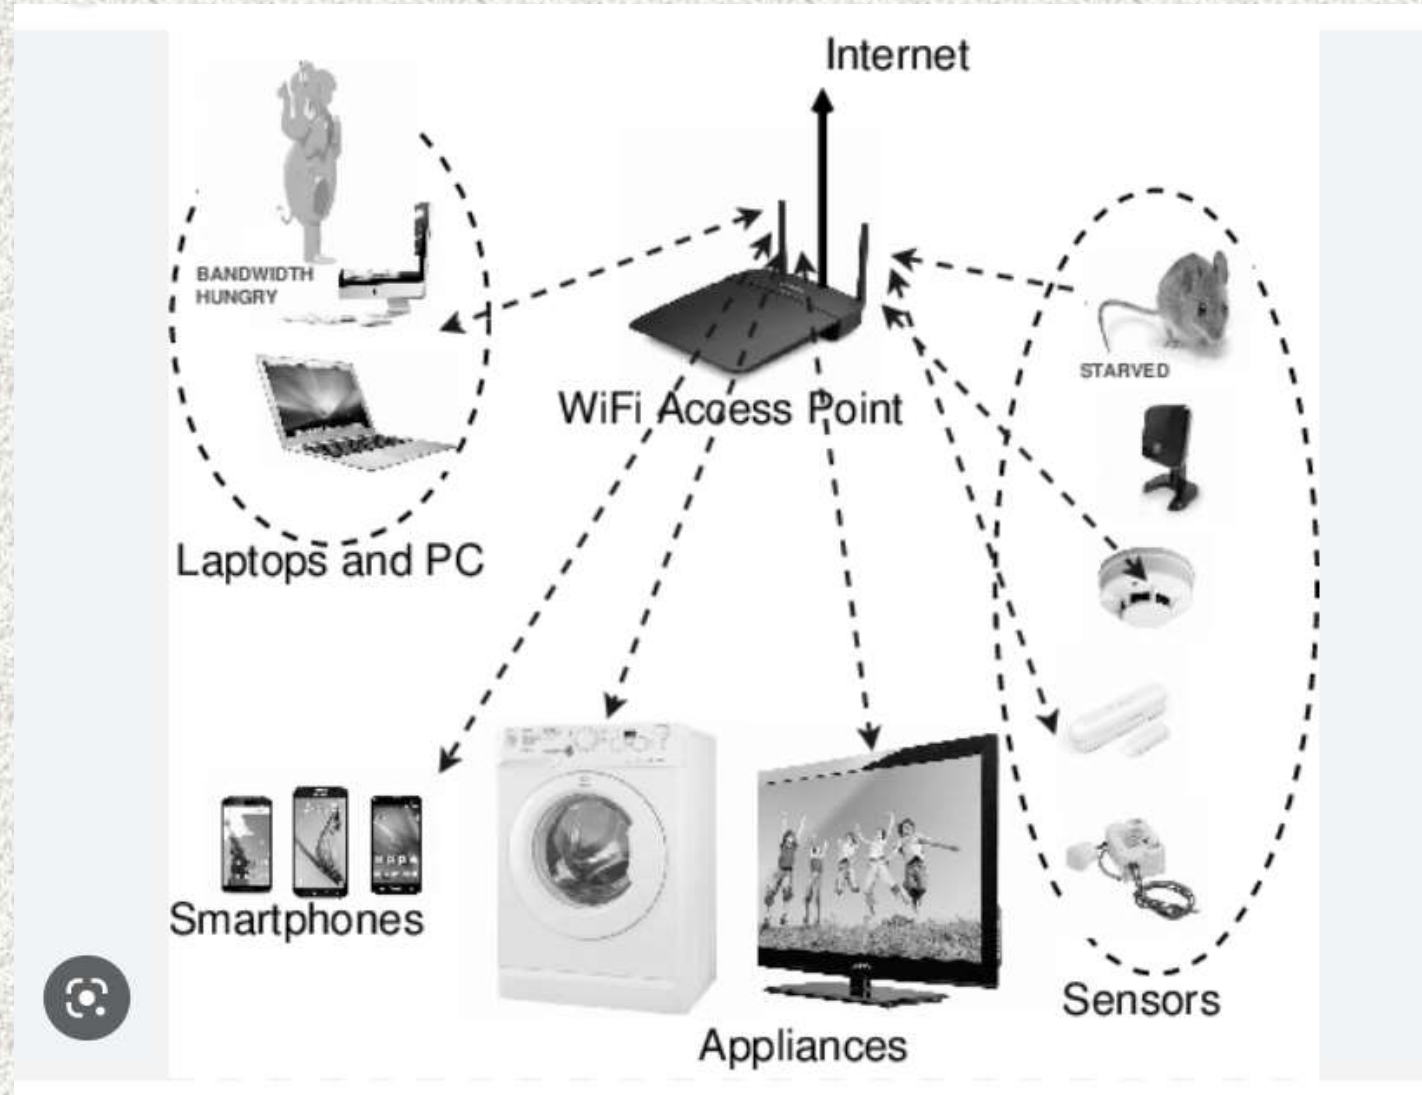 Internet
BANDWIDTH
HUNGRY
STARVED
WiFi Access Point
Laptops and PC
Smartphones
Sensors
Appliances